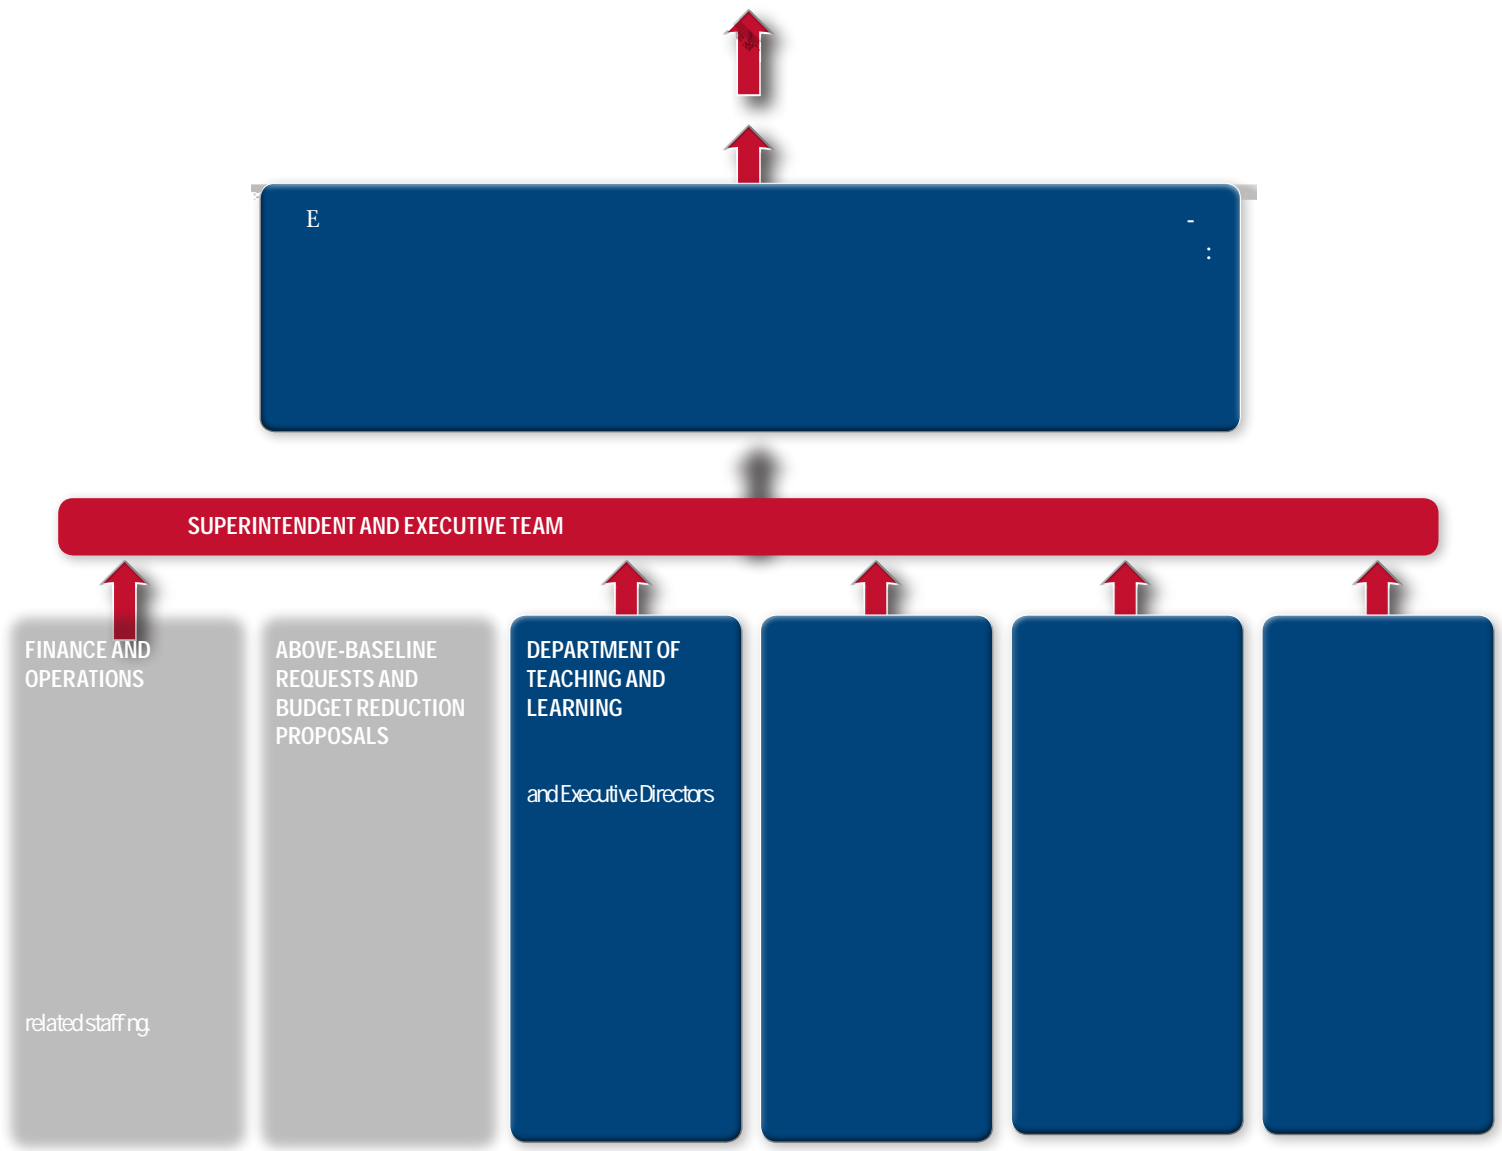 E -
:
SUPERINTENDENT AND EXECUTIVE TEAM
FINANCE AND
OPERATIONS
related staff ng.
ABOVE-BASELINE
REQUESTS AND
BUDGET REDUCTION
PROPOSALS
DEPARTMENT OF
TEACHING AND
LEARNING
and Executive Directors